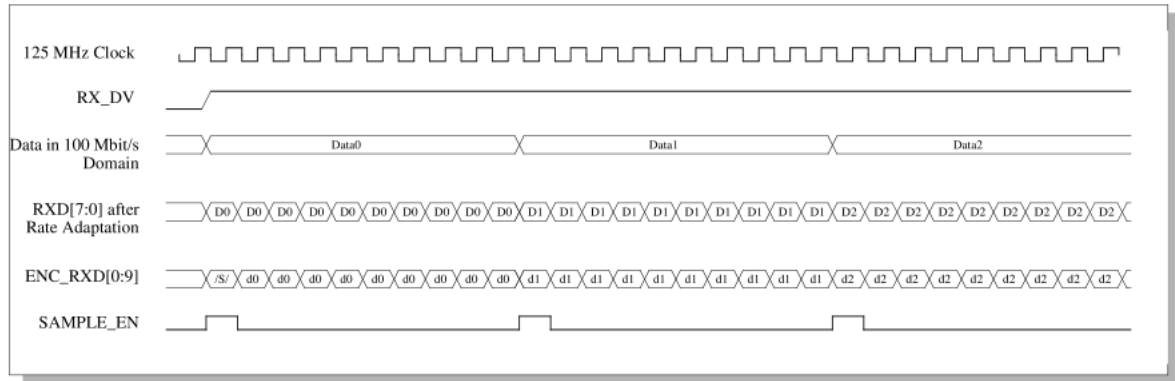 125 MHz Clock
RX_DV
Data in 100 Mbit/s Domain Data0 Data1 Data2
RXD[7:0] after Rate Adaptation D0 D0 D0 D0 D0 D0 D0 D0 D0 D0 D1 D1 D1 D1 D1 D1 D1 D1 D1 D1 D2 D2 D2 D2 D2 D2 D2 D2 D2
ENC_RXD[0:9] /S/ d0 d0 d0 d0 d0 d0 d0 d0 d0 d1 d1 d1 d1 d1 d1 d1 d1 d1 d1 d2 d2 d2 d2 d2 d2 d2 d2 d2
SAMPLE_EN